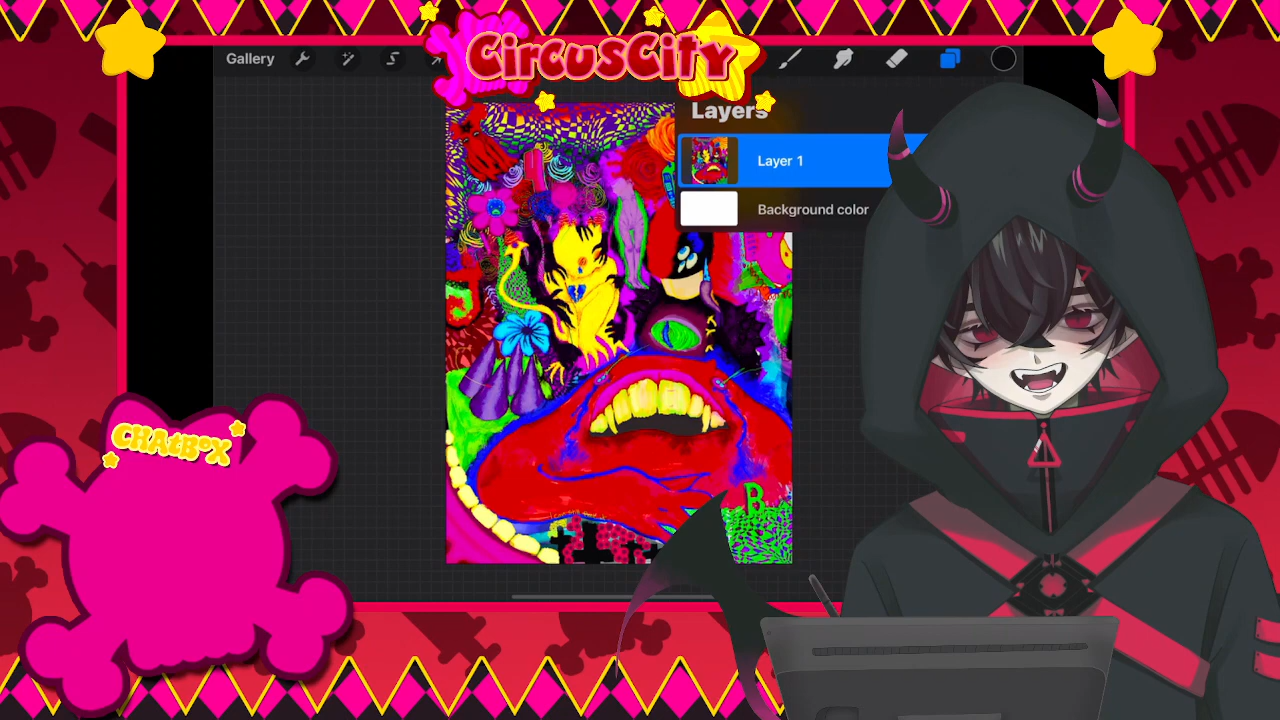 CircusCity
Gallery
Layers
Layer 1
Background color
CHAtBoX
B